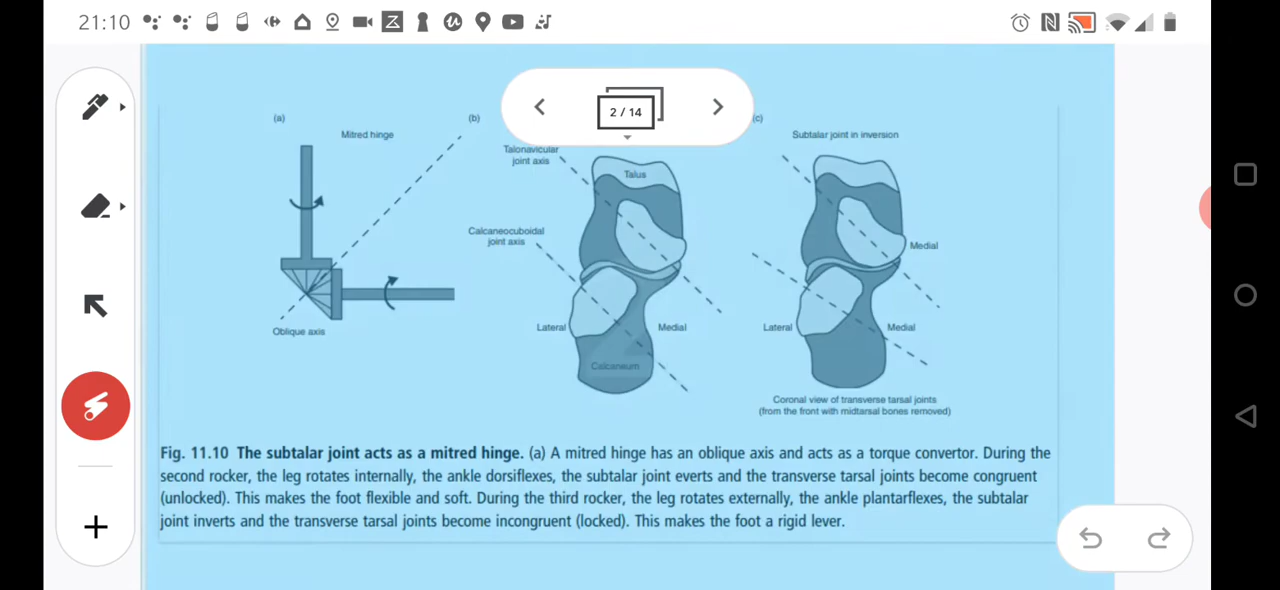 21:10
2 / 14
(a)
Mitred hinge
Oblique axis
(b)
Talonavicular
joint axis
Talus
Calcaneocuboidal
joint axis
Lateral
Medial
Calcaneum
(c)
Subtalar joint in inversion
Medial
Lateral
Medial
Coronal view of transverse tarsal joints
(from the front with midtarsal bones removed)
Fig. 11.10 The subtalar joint acts as a mitred hinge. (a) A mitred hinge has an oblique axis and acts as a torque convertor. During the
second rocker, the leg rotates internally, the ankle dorsiflexes, the subtalar joint everts and the transverse tarsal joints become congruent
(unlocked). This makes the foot flexible and soft. During the third rocker, the leg rotates externally, the ankle plantarflexes, the subtalar
joint inverts and the transverse tarsal joints become incongruent (locked). This makes the foot a rigid lever.